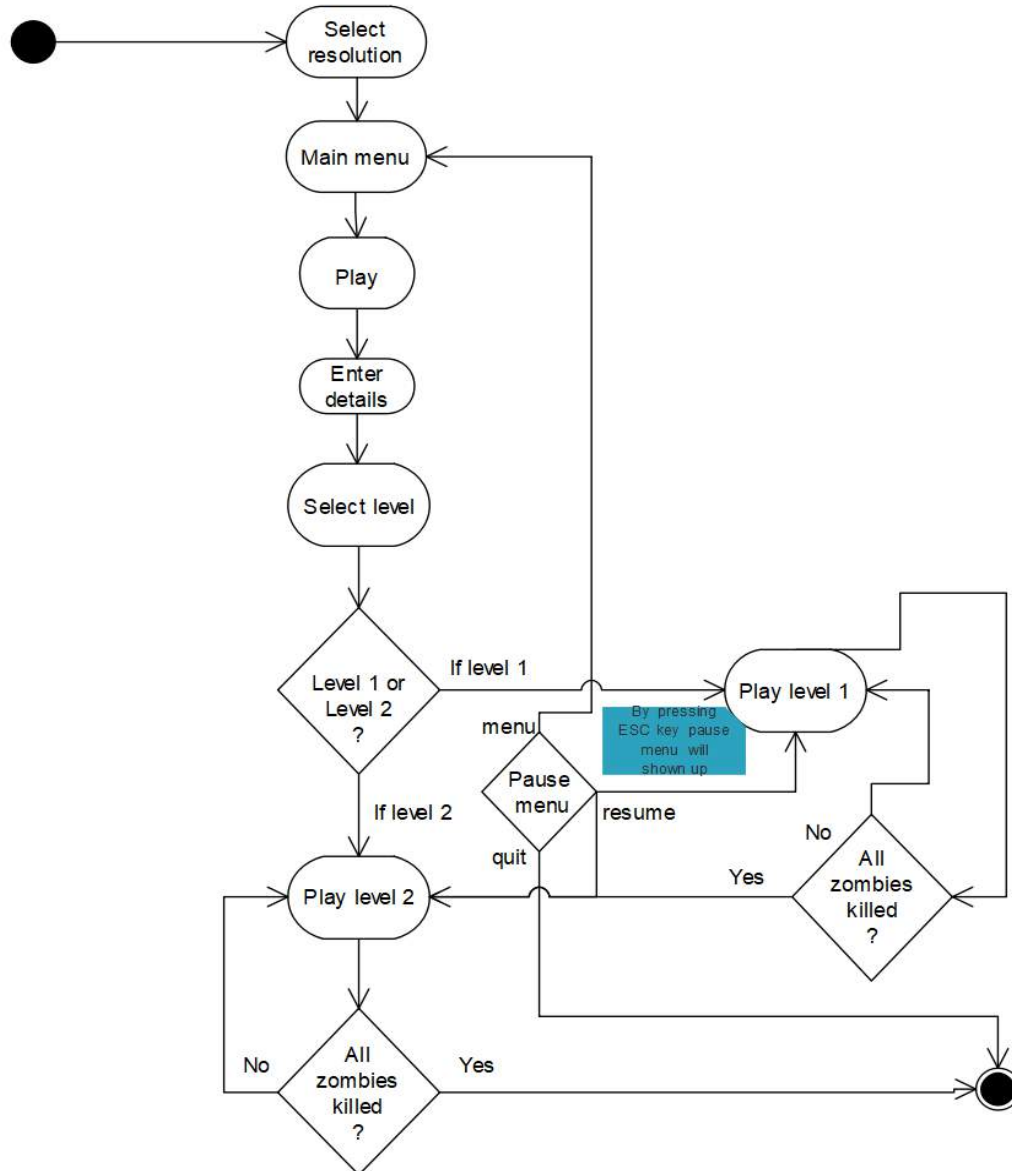 Select
resolution
Main menu
Play
Enter
details
Select level
Level 1 or
Level 2
?
If level 1
If level 2
Play level 1
By pressing
ESC key pause
menu will
shown up
menu
Pause
menu
resume
quit
No
All
zombies
killed
?
Yes
Play level 2
No
All
zombies
killed
?
Yes